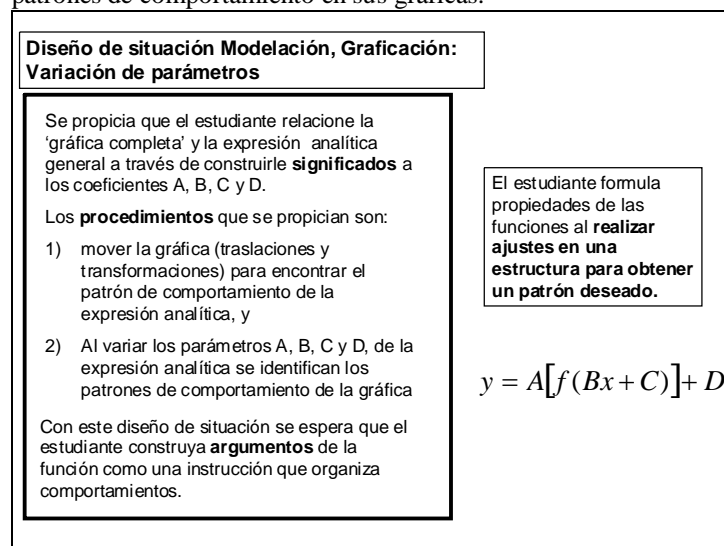 patrones de comportamiento en sus gráficas.
Diseño de situación Modelación, Graficación:
Variación de parámetros
Se propicia que el estudiante relacione la
‘gráfica completa’ y la expresión analítica
general a través de construirle significados a
los coeficientes A, B, C y D.
Los procedimientos que se propician son:
1) mover la gráfica (traslaciones y
transformaciones) para encontrar el
patrón de comportamiento de la
expresión analítica, y
2) Al variar los parámetros A, B, C y D, de la
expresión analítica se identifican los
patrones de comportamiento de la gráfica
Con este diseño de situación se espera que el
estudiante construya argumentos de la
función como una instrucción que organiza
comportamientos.
El estudiante formula
propiedades de las
funciones al realizar
ajustes en una
estructura para obtener
un patrón deseado.
y = A[f(Bx + C)] + D